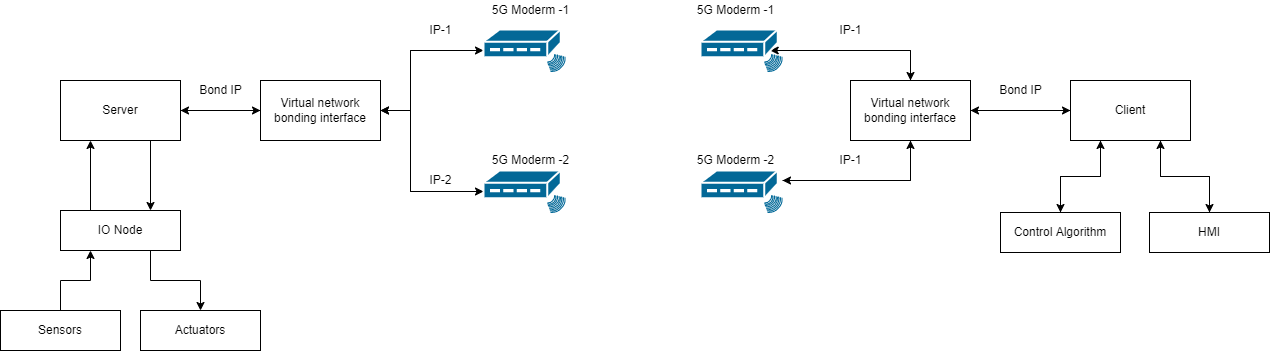 5G Moderm -1
5G Moderm -1
IP-1
IP-1
Server
Bond IP
Virtual network
bonding interface
Virtual network
bonding interface
Bond IP
Client
5G Moderm -2
5G Moderm -2
IP-1
IP-2
IO Node
Control Algorithm
HMI
Sensors
Actuators